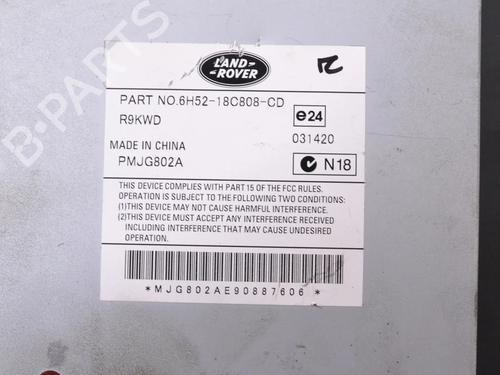 LAND-
-ROVER
PART NO.6H52-18C808-CD
R9KWD
e24
031420
MADE IN CHINA
PMJG802A
N18
THIS DEVICE COMPLIES WITH PART 15 OF THE FCC RULES.
OPERATION IS SUBJECT TO THE FOLLOWING TWO CONDITIONS:
(1)THIS DEVICE MAY NOT CAUSE HARMFUL INTERFERENCE.
(2)THIS DEVICE MUST ACCEPT ANY INTERFERENCE RECEIVED
INCLUDING INTERFERENCE THAT MAY CAUSE UNDESIRED
OPERATION.
*MJG802AE90887606*
B-PARTS